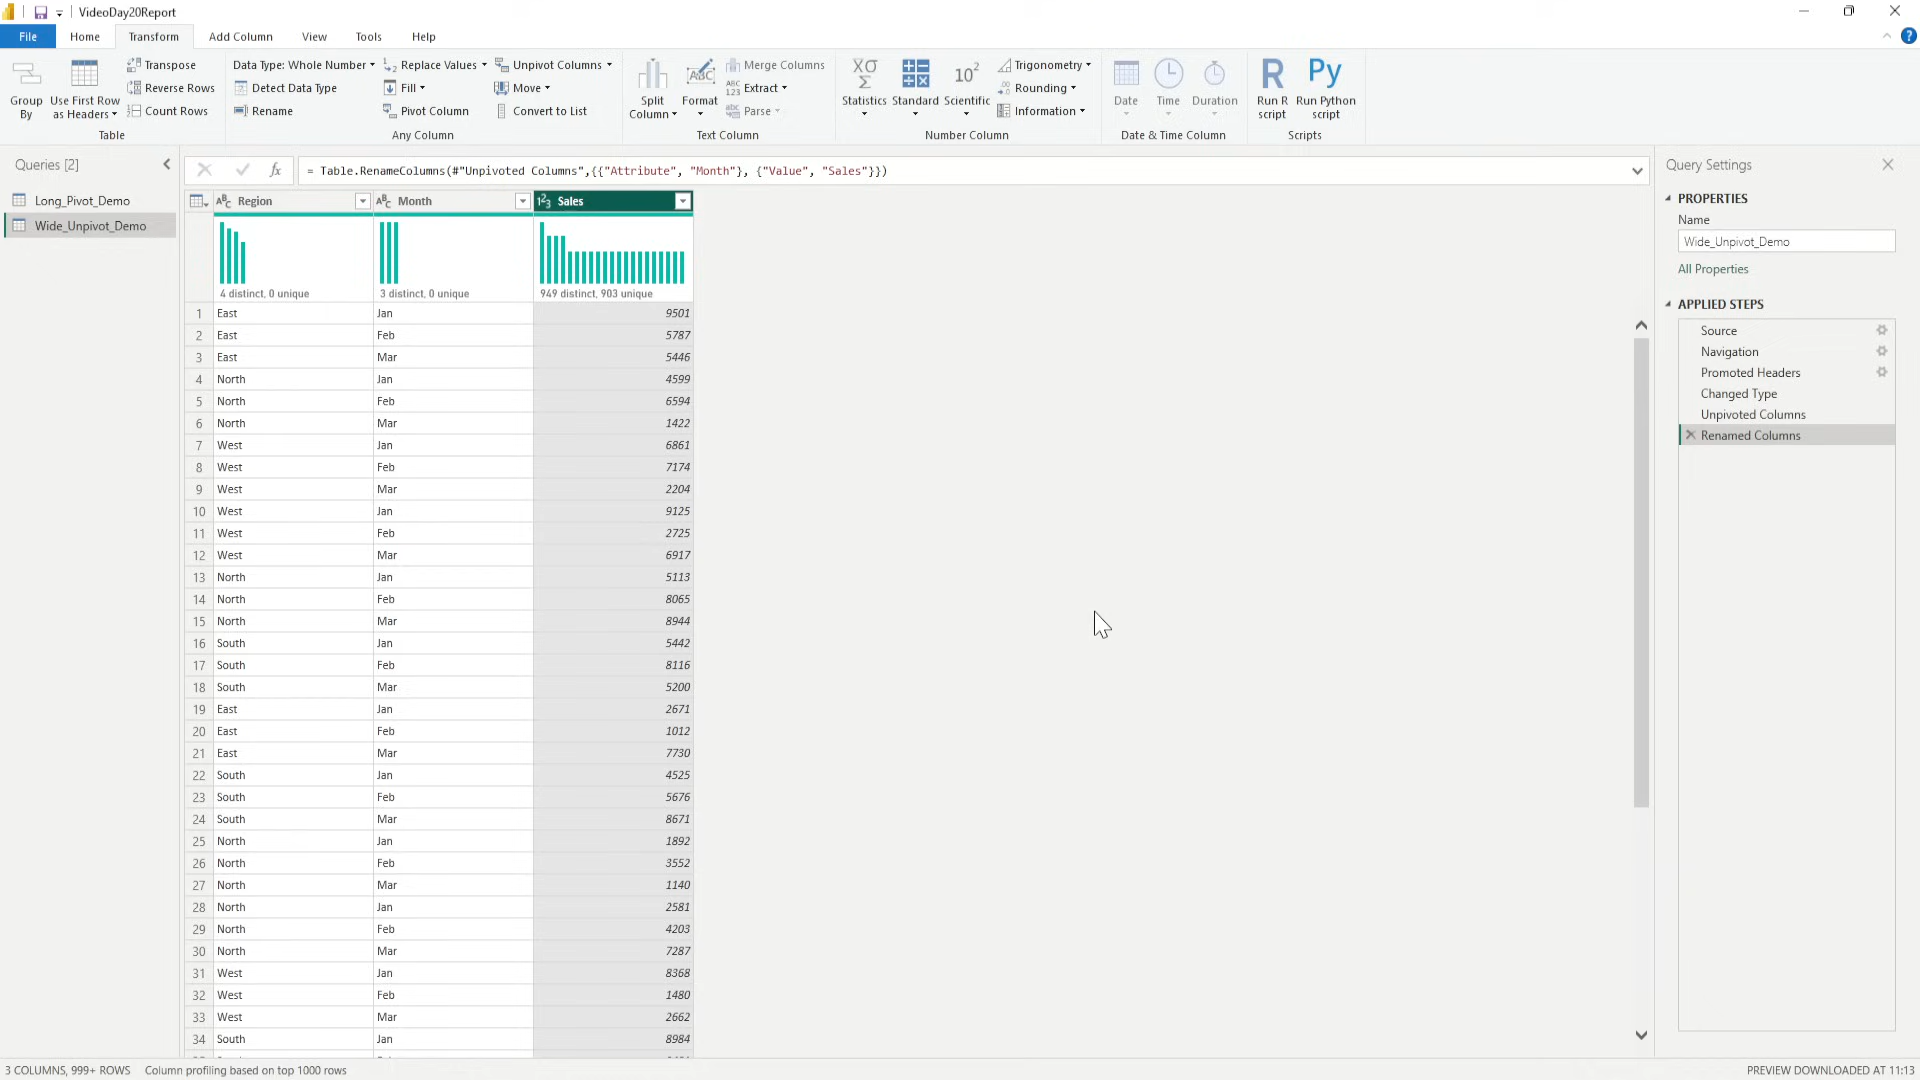 VideoDay20Report
File Home Transform Add Column View Tools Help
Transpose
Reverse Rows
Count Rows
Group By
Use First Row as Headers
Table
Data Type: Whole Number
Detect Data Type
Rename
Replace Values
Fill
Pivot Column
Unpivot Columns
Move
Convert to List
Any Column
Split Column
Format
Merge Columns
Extract
Parse
Text Column
Statistics
Standard
Scientific
Trigonometry
Rounding
Information
Number Column
Date
Time
Duration
Date & Time Column
Run R script
Run Python script
Scripts
Queries [2]
Long_Pivot_Demo
Wide_Unpivot_Demo
fx = Table.RenameColumns(#"Unpivoted Columns",{{"Attribute", "Month"}, {"Value", "Sales"}})
Region Month Sales
4 distinct, 0 unique 3 distinct, 0 unique 949 distinct, 903 unique
1 East Jan 9501
2 East Feb 5787
3 East Mar 5446
4 North Jan 4599
5 North Feb 6594
6 North Mar 1422
7 West Jan 6861
8 West Feb 7174
9 West Mar 2204
10 West Jan 9125
11 West Feb 2725
12 West Mar 6917
13 North Jan 5113
14 North Feb 8065
15 North Mar 8944
16 South Jan 5442
17 South Feb 8116
18 South Mar 5200
19 East Jan 2671
20 East Feb 1012
21 East Mar 7730
22 South Jan 4525
23 South Feb 5676
24 South Mar 8671
25 North Jan 1892
26 North Feb 3552
27 North Mar 1140
28 North Jan 2581
29 North Feb 4203
30 North Mar 7287
31 West Jan 8368
32 West Feb 1480
33 West Mar 2662
34 South Jan 8984
Query Settings
PROPERTIES
Name
Wide_Unpivot_Demo
All Properties
APPLIED STEPS
Source
Navigation
Promoted Headers
Changed Type
Unpivoted Columns
Renamed Columns
3 COLUMNS, 999+ ROWS Column profiling based on top 1000 rows
PREVIEW DOWNLOADED AT 11:13